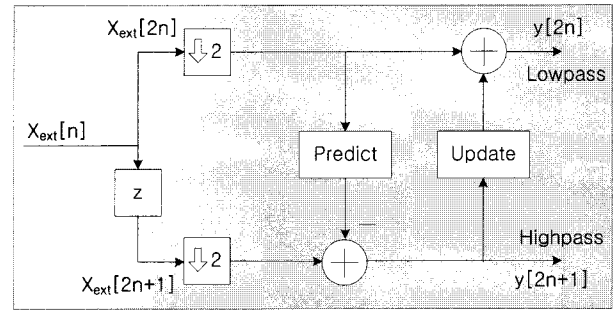 X_ext[2n]
⇩ 2
y[2n]
Lowpass
X_ext[n]
Predict
Update
z
Highpass
⇩ 2
X_ext[2n+1]
y[2n+1]